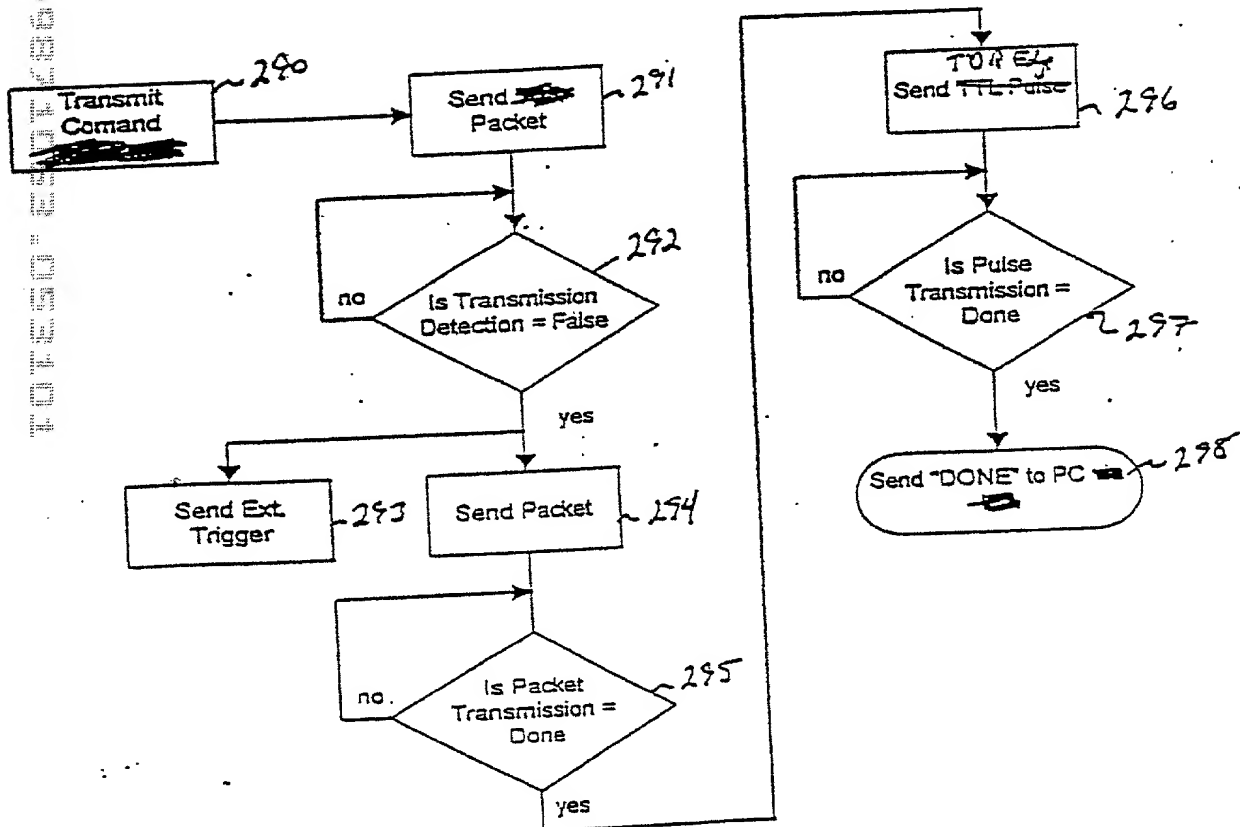 Transmit
Comand
290
Send
Packet
291
292
no
Is Transmission
Detection = False
yes
Send Ext.
Trigger
293
Send Packet
294
295
no
Is Packet
Transmission =
Done
yes
Send TTL Pulse
296
no
Is Pulse
Transmission =
Done
297
yes
Send "DONE" to PC
298